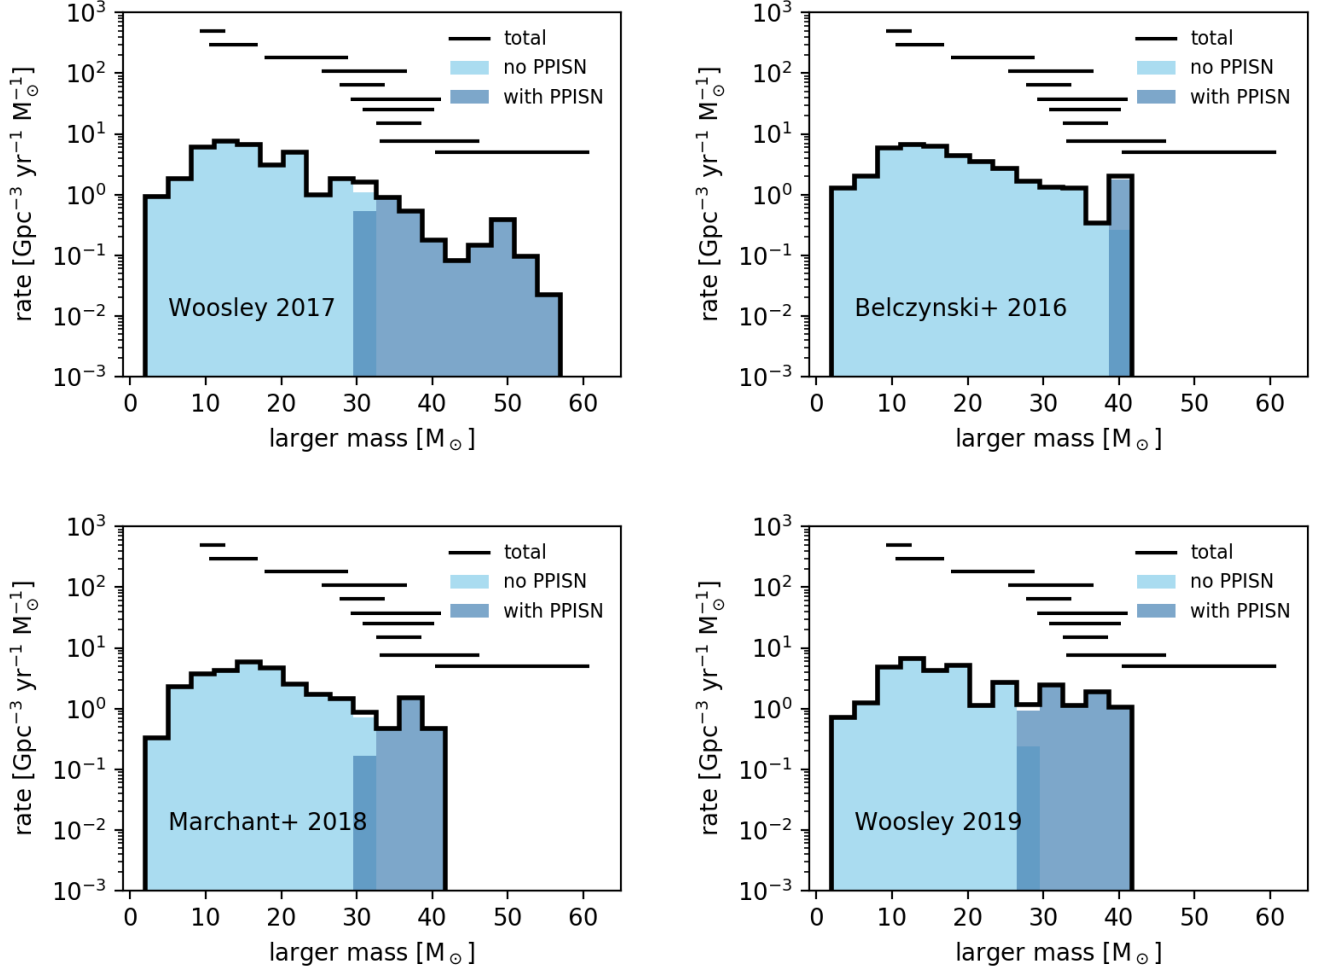 rate [Gpc⁻³ yr⁻¹ M⊙⁻¹]
10³
10²
10¹
10⁰
10⁻¹
10⁻²
10⁻³
total
no PPISN
with PPISN
Woosley 2017
0 10 20 30 40 50 60
larger mass [M⊙]
rate [Gpc⁻³ yr⁻¹ M⊙⁻¹]
10³
10²
10¹
10⁰
10⁻¹
10⁻²
10⁻³
total
no PPISN
with PPISN
Belczynski+ 2016
0 10 20 30 40 50 60
larger mass [M⊙]
rate [Gpc⁻³ yr⁻¹ M⊙⁻¹]
10³
10²
10¹
10⁰
10⁻¹
10⁻²
10⁻³
total
no PPISN
with PPISN
Marchant+ 2018
0 10 20 30 40 50 60
larger mass [M⊙]
rate [Gpc⁻³ yr⁻¹ M⊙⁻¹]
10³
10²
10¹
10⁰
10⁻¹
10⁻²
10⁻³
total
no PPISN
with PPISN
Woosley 2019
0 10 20 30 40 50 60
larger mass [M⊙]